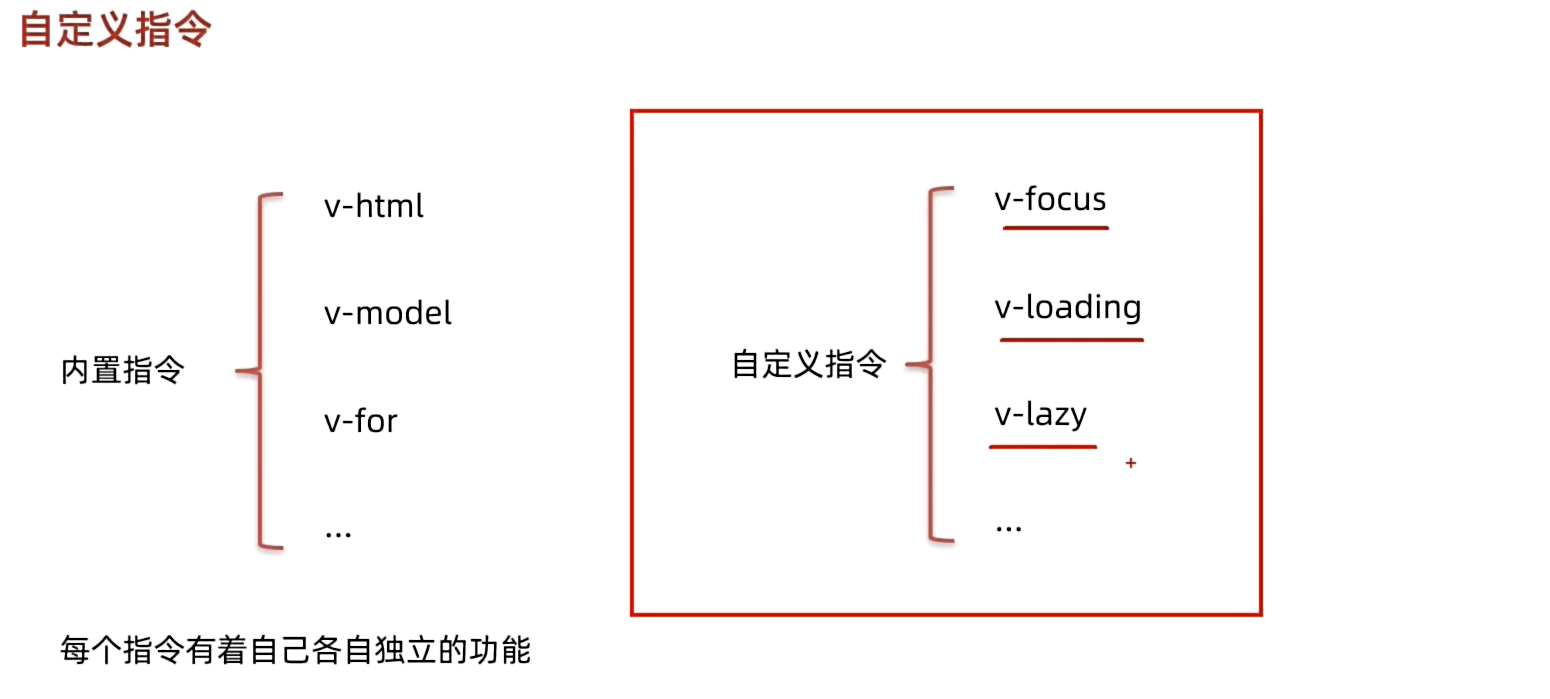 自定义指令
内置指令
v-html
v-model
v-for
...
自定义指令
v-focus
v-loading
v-lazy
...
每个指令有着自己各自独立的功能